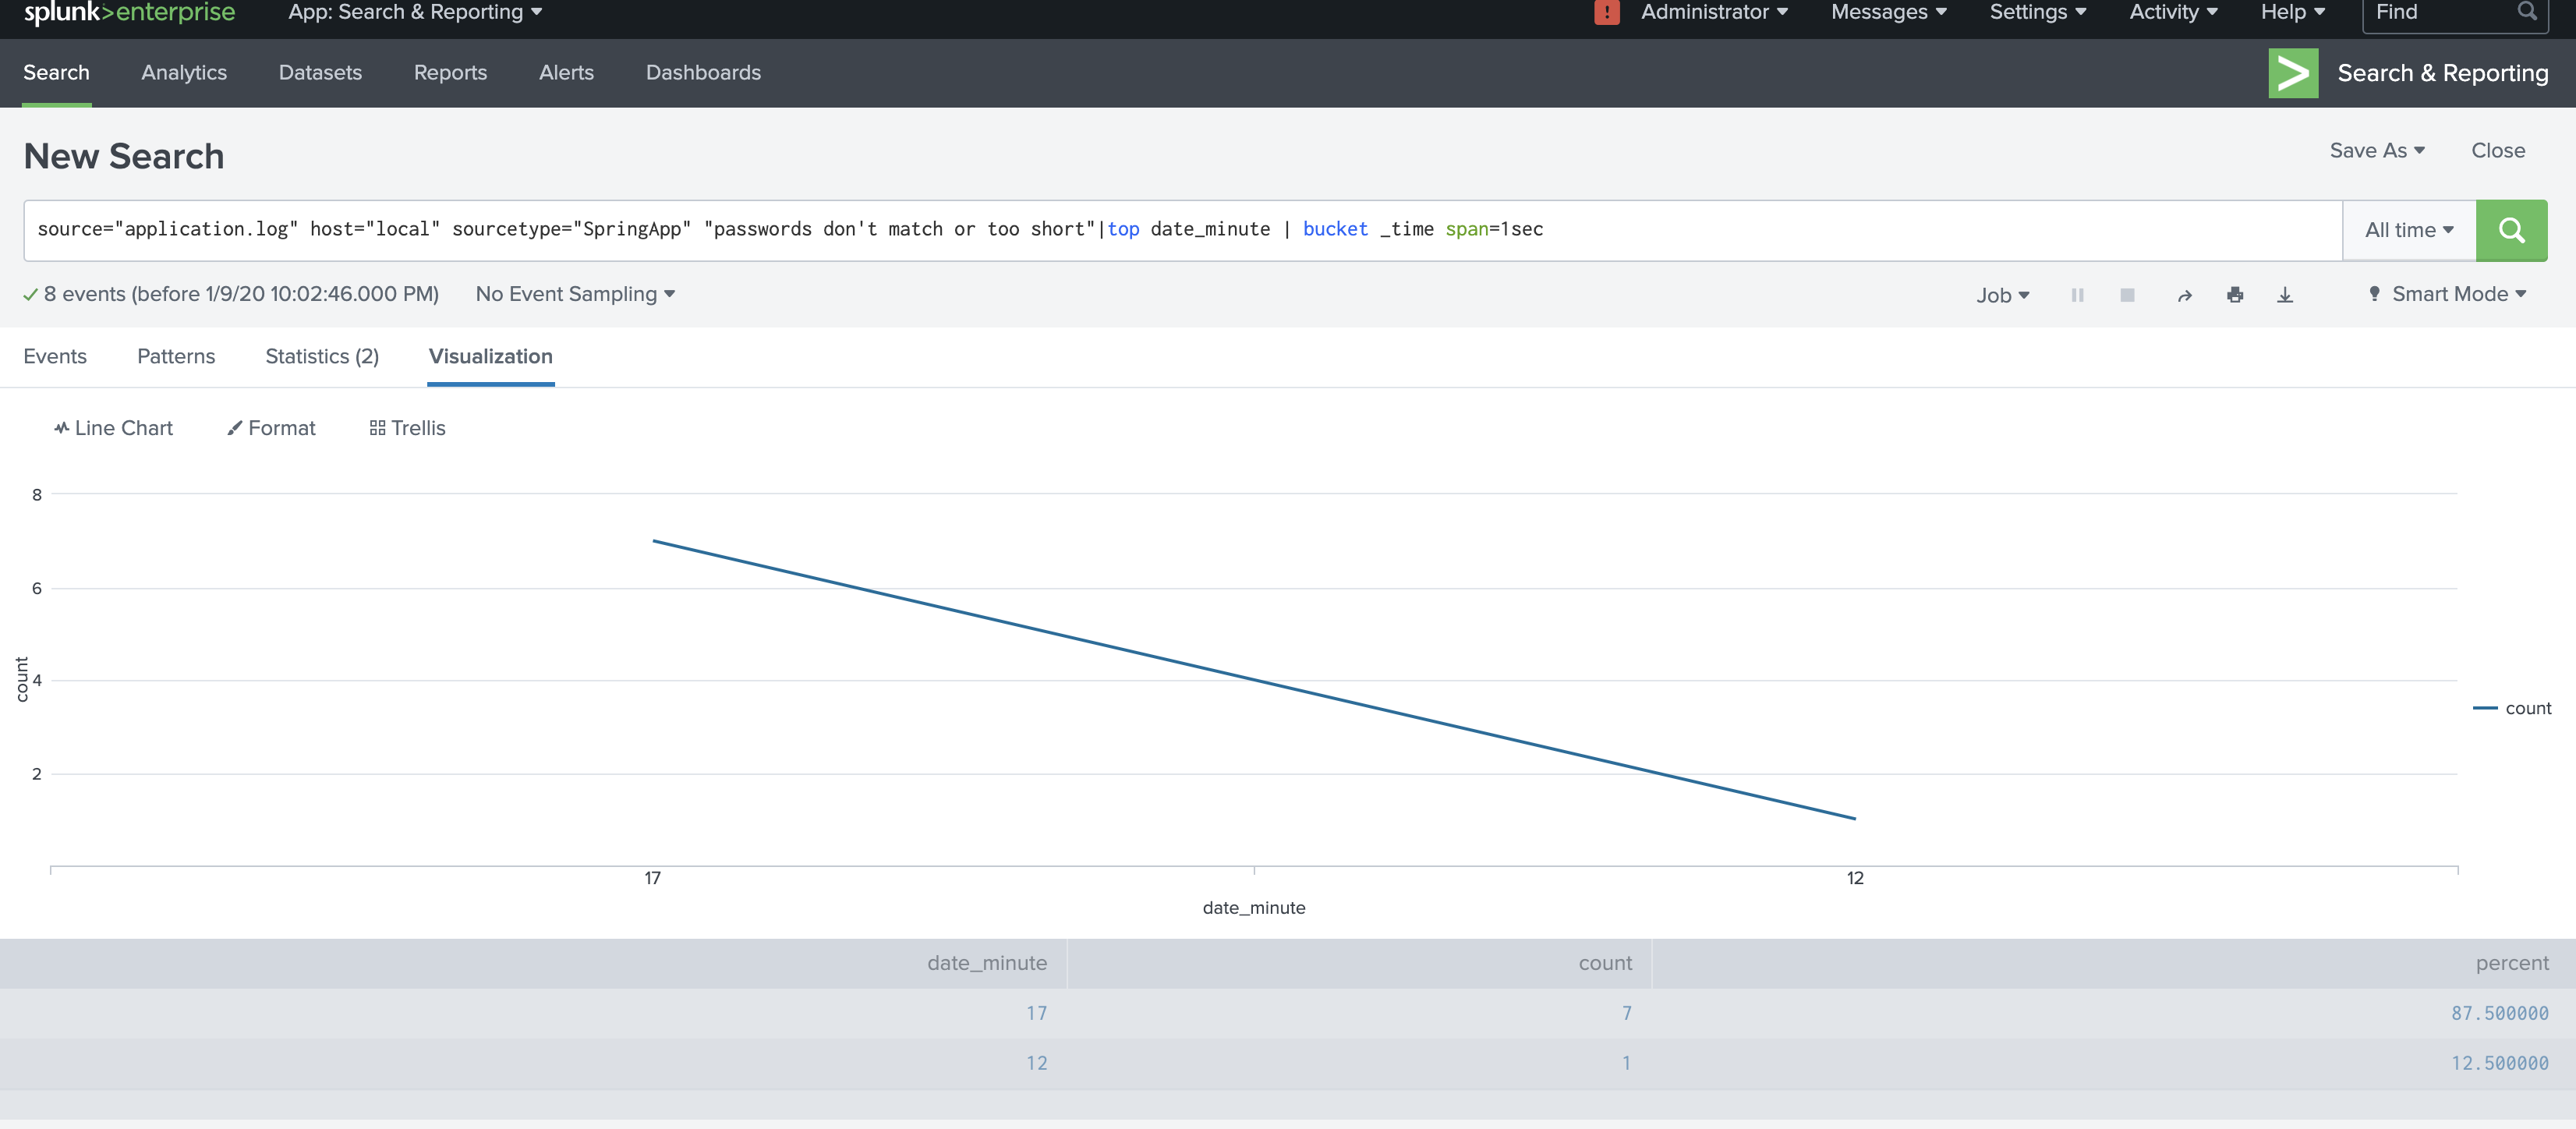 splunk>enterprise App: Search & Reporting ! Administrator Messages Settings Activity Help Find
Search Analytics Datasets Reports Alerts Dashboards > Search & Reporting
New Search Save As Close
source="application.log" host="local" sourcetype="SpringApp" "passwords don't match or too short"|top date_minute | bucket _time span=1sec All time
8 events (before 1/9/20 10:02:46.000 PM) No Event Sampling Job Smart Mode
Events Patterns Statistics (2) Visualization
Line Chart Format Trellis
8
6
count
4
2
count
17 12
date_minute
date_minute count percent
17 7 87.500000
12 1 12.500000